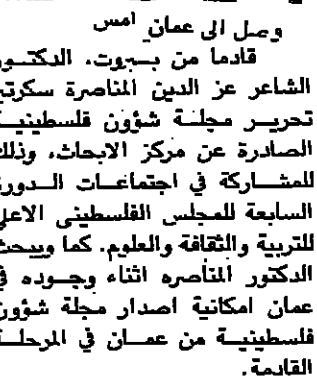 وصل الى عمان امس
قادما من بيروت، الدكتور
الشاعر عز الدين المناصرة سكرتير
تحرير مجلة شؤون فلسطينية
الصادرة عن مركز الابحاث، وذلك
للمشاركة في اجتماعات الدورة
السابعة للمجلس الفلسطيني الاعلى
للتربية والثقافة والعلوم. كما ويبحث
الدكتور المناصره اثناء وجوده في
عمان امكانية اصدار مجلة شؤون
فلسطينية من عمان في المرحلة
القادمة.